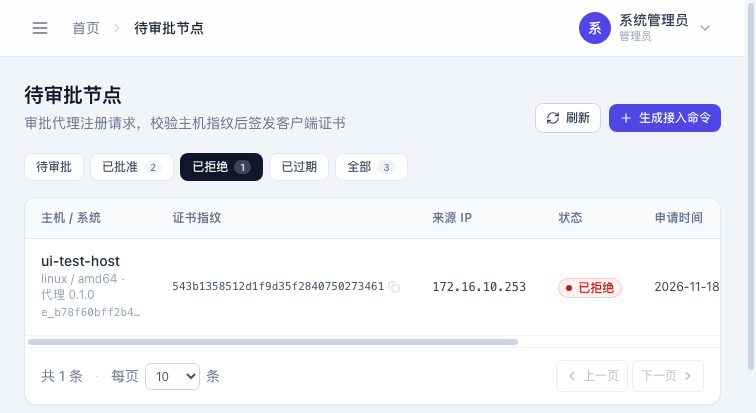 首页 待审批节点 系 系统管理员
管理员
待审批节点
审批代理注册请求，校验主机指纹后签发客户端证书
刷新 生成接入命令
待审批 已批准 2 已拒绝 1 已过期 全部 3
主机 / 系统 证书指纹 来源 IP 状态 申请时间
ui-test-host
linux / amd64 ·
代理 0.1.0
e_b78f60bff2b4…
543b1358512d1f9d35f2840750273461 172.16.10.253 已拒绝 2026-11-18
共 1 条 · 每页 10 条 上一页 下一页